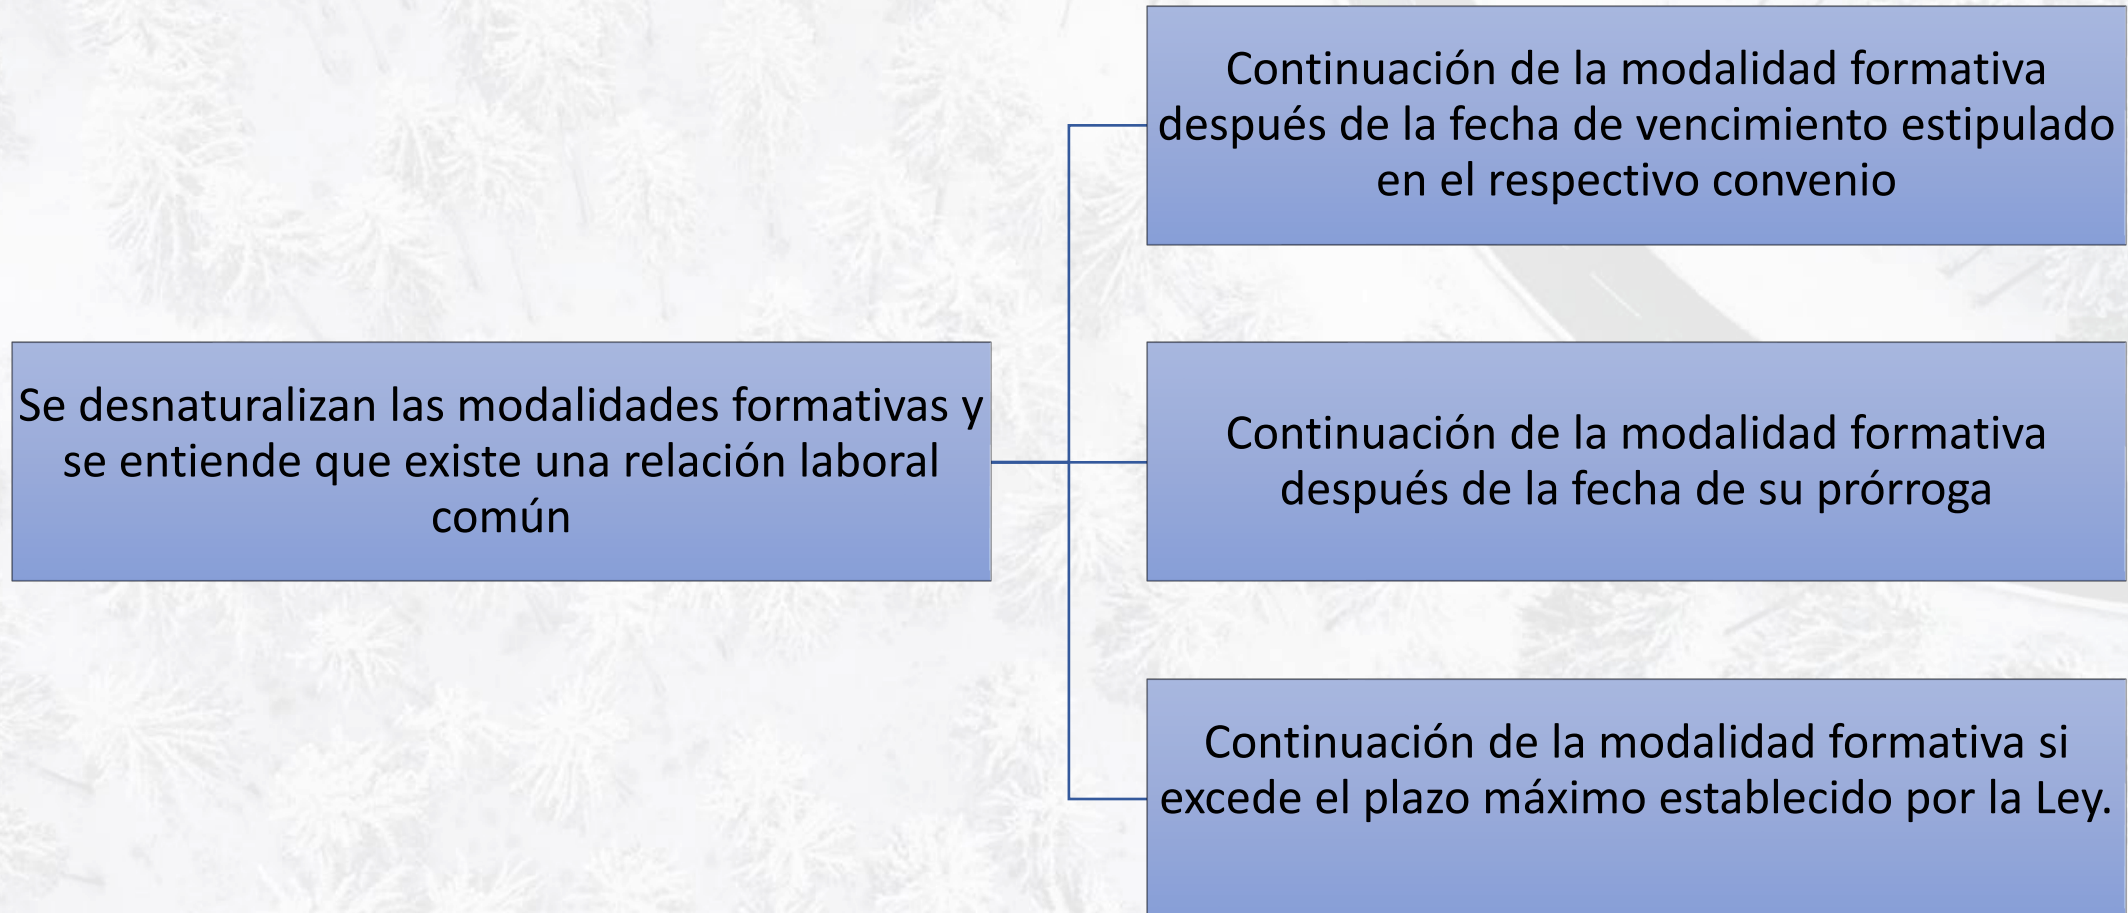 Se desnaturalizan las modalidades formativas y
se entiende que existe una relación laboral
común
Continuación de la modalidad formativa
después de la fecha de vencimiento estipulado
en el respectivo convenio
Continuación de la modalidad formativa
después de la fecha de su prórroga
Continuación de la modalidad formativa si
excede el plazo máximo establecido por la Ley.